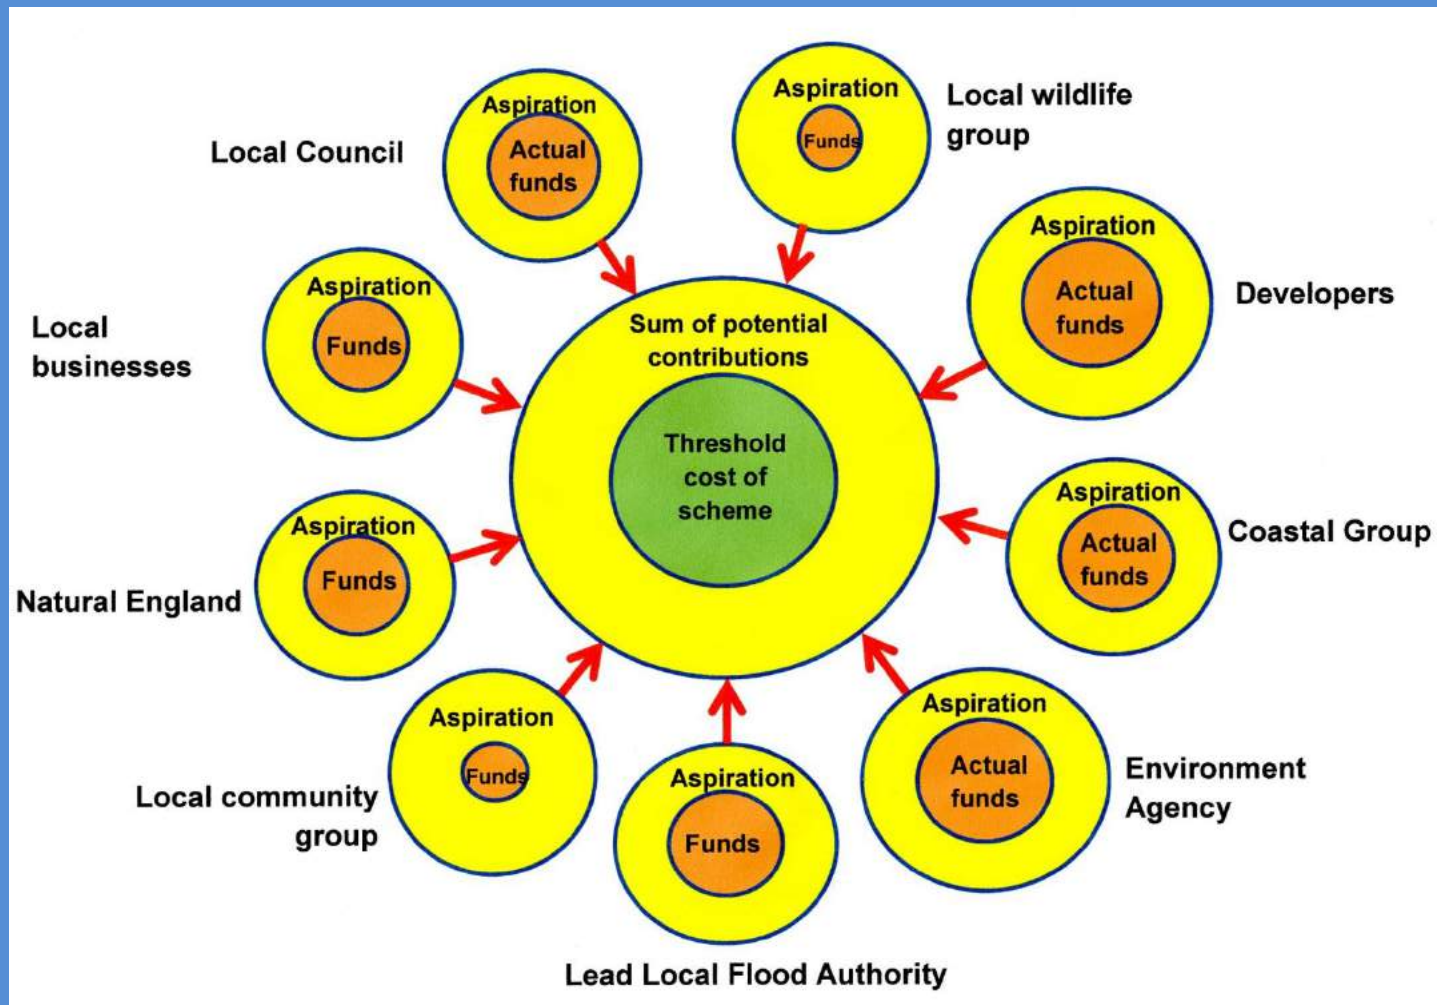 Local Council
Aspiration
Actual
funds
Aspiration
Funds
Local wildlife
group
Aspiration
Actual
funds
Developers
Local
businesses
Aspiration
Funds
Sum of potential
contributions
Threshold
cost of
scheme
Aspiration
Actual
funds
Coastal Group
Natural England
Aspiration
Funds
Local community
group
Aspiration
Funds
Aspiration
Funds
Lead Local Flood Authority
Aspiration
Actual
funds
Environment
Agency